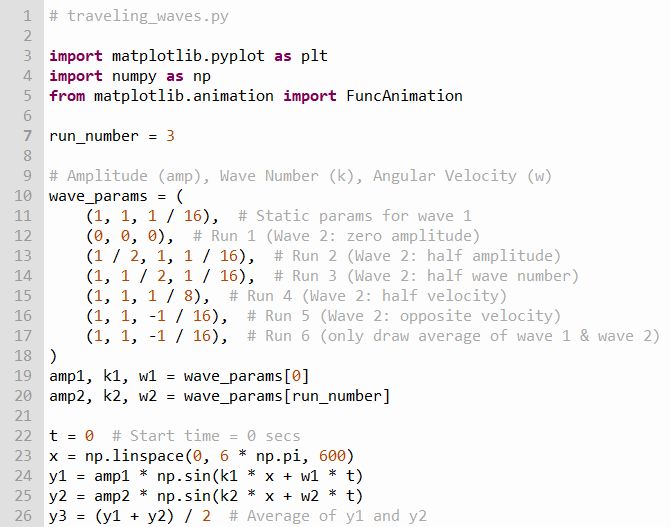 1 # traveling_waves.py
2
3 import matplotlib.pyplot as plt
4 import numpy as np
5 from matplotlib.animation import FuncAnimation
6
7 run_number = 3
8
9 # Amplitude (amp), Wave Number (k), Angular Velocity (w)
10 wave_params = (
11     (1, 1, 1 / 16),  # Static params for wave 1
12     (0, 0, 0),  # Run 1 (Wave 2: zero amplitude)
13     (1 / 2, 1, 1 / 16),  # Run 2 (Wave 2: half amplitude)
14     (1, 1 / 2, 1 / 16),  # Run 3 (Wave 2: half wave number)
15     (1, 1, 1 / 8),  # Run 4 (Wave 2: half velocity)
16     (1, 1, -1 / 16),  # Run 5 (Wave 2: opposite velocity)
17     (1, 1, -1 / 16),  # Run 6 (only draw average of wave 1 & wave 2)
18 )
19 amp1, k1, w1 = wave_params[0]
20 amp2, k2, w2 = wave_params[run_number]
21
22 t = 0  # Start time = 0 secs
23 x = np.linspace(0, 6 * np.pi, 600)
24 y1 = amp1 * np.sin(k1 * x + w1 * t)
25 y2 = amp2 * np.sin(k2 * x + w2 * t)
26 y3 = (y1 + y2) / 2  # Average of y1 and y2